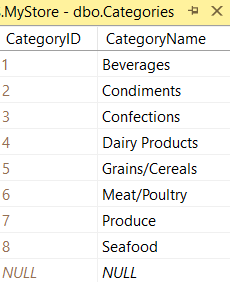 .MyStore - dbo.Categories
CategoryID CategoryName
1 Beverages
2 Condiments
3 Confections
4 Dairy Products
5 Grains/Cereals
6 Meat/Poultry
7 Produce
8 Seafood
NULL NULL